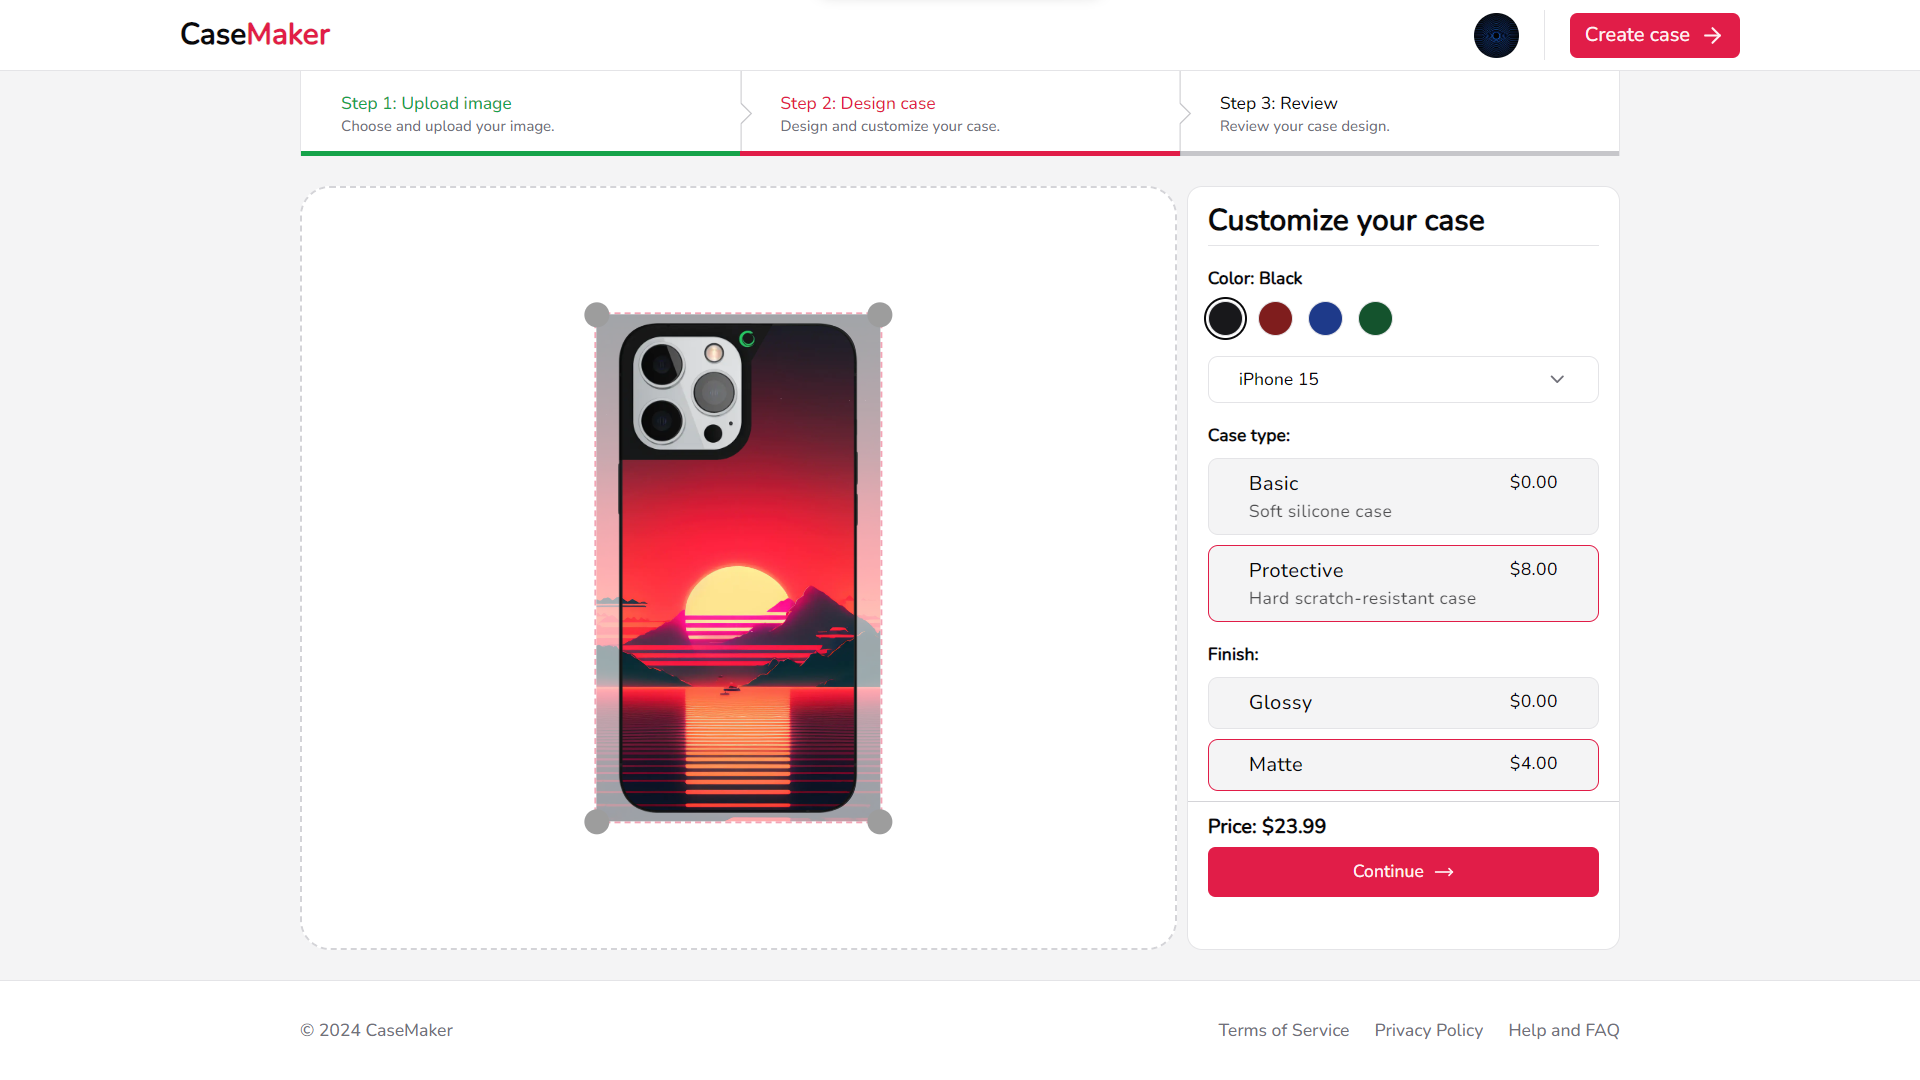 CaseMaker
Create case
Step 1: Upload image
Choose and upload your image.
Step 2: Design case
Design and customize your case.
Step 3: Review
Review your case design.
Customize your case
Color: Black
iPhone 15
Case type:
Basic $0.00
Soft silicone case
Protective $8.00
Hard scratch-resistant case
Finish:
Glossy $0.00
Matte $4.00
Price: $23.99
Continue
© 2024 CaseMaker
Terms of Service Privacy Policy Help and FAQ